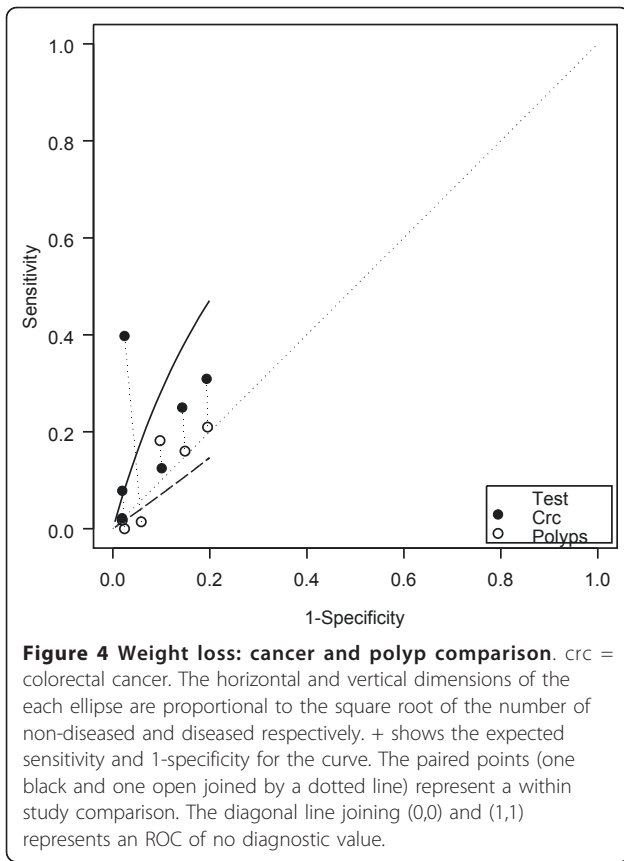 1.0
0.8
0.6
0.4
0.2
0.0
Sensitivity
0.0 0.2 0.4 0.6 0.8 1.0
1-Specificity
Test
Crc
Polyps
Figure 4 Weight loss: cancer and polyp comparison. crc =
colorectal cancer. The horizontal and vertical dimensions of the
each ellipse are proportional to the square root of the number of
non-diseased and diseased respectively. + shows the expected
sensitivity and 1-specificity for the curve. The paired points (one
black and one open joined by a dotted line) represent a within
study comparison. The diagonal line joining (0,0) and (1,1)
represents an ROC of no diagnostic value.